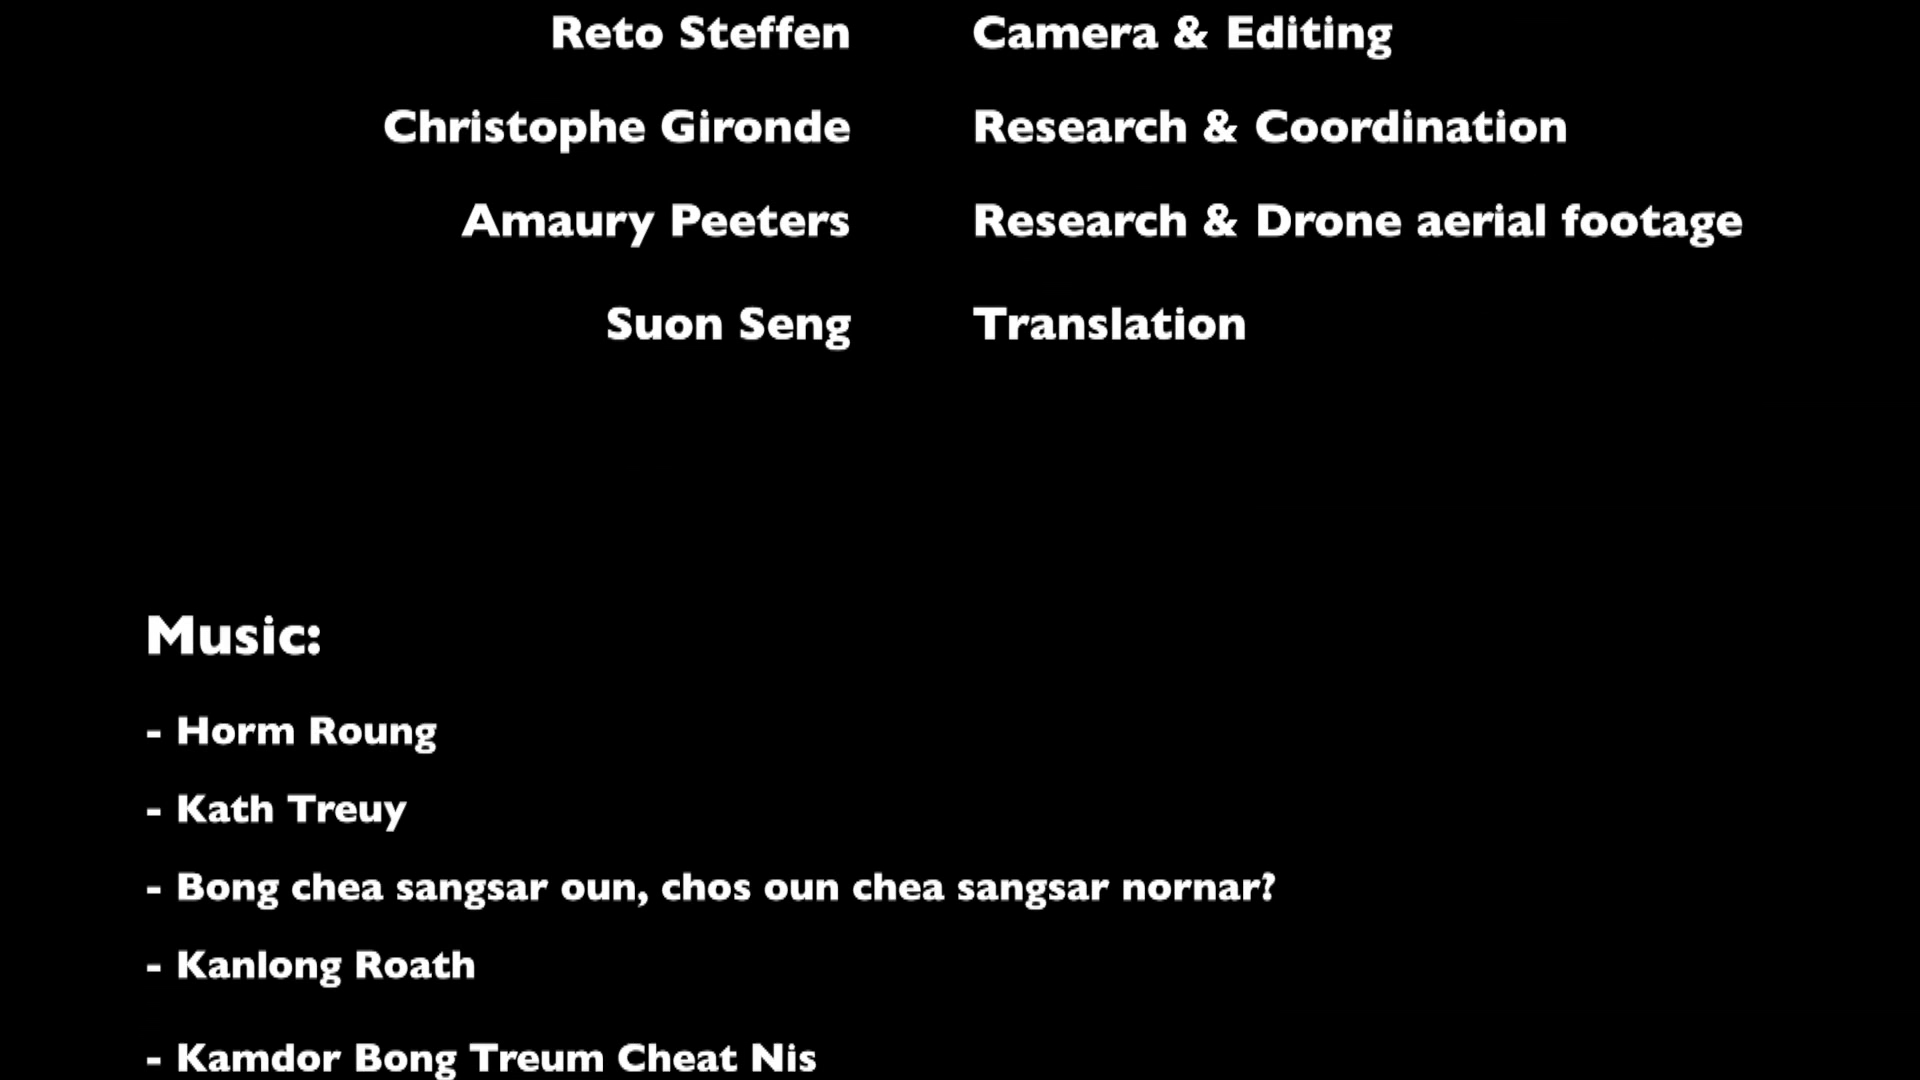 Reto Steffen Camera & Editing
Christophe Gironde Research & Coordination
Amaury Peeters Research & Drone aerial footage
Suon Seng Translation
Music:
- Horm Roung
- Kath Treuy
- Bong chea sangsar oun, chos oun chea sangsar nornar?
- Kanlong Roath
- Kamdor Bong Treum Cheat Nis